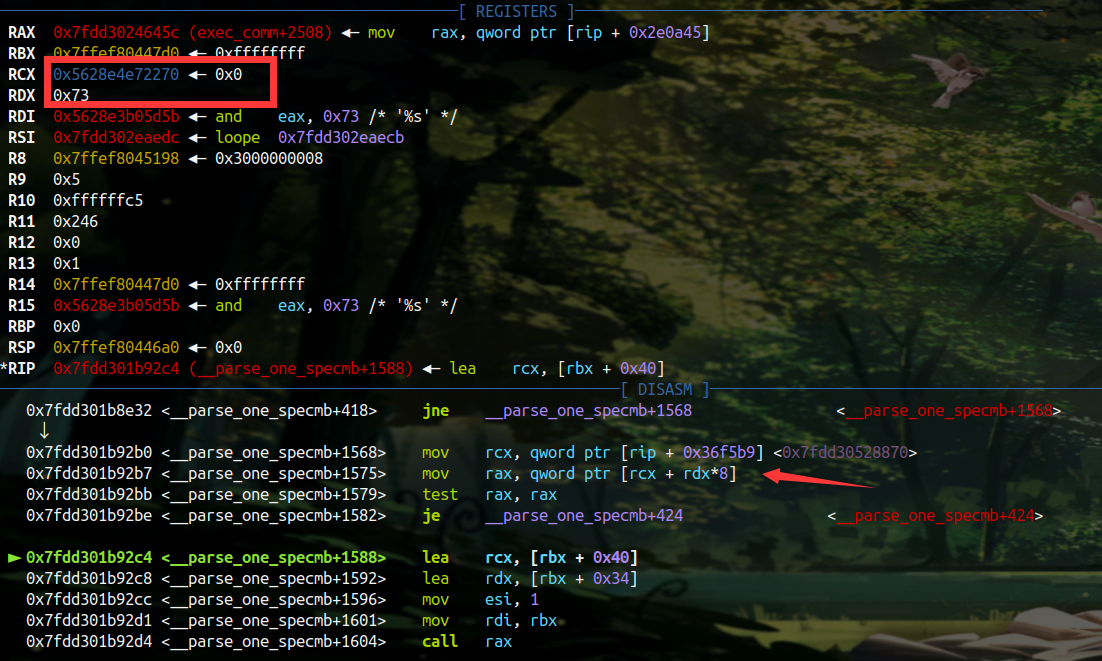 [ REGISTERS ]
RAX  0x7fdd3024645c (exec_comm+2508) ◂— mov    rax, qword ptr [rip + 0x2e0a45]
RBX  0x7ffef80447d0 ◂— 0xffffffff
RCX  0x5628e4e72270 ◂— 0x0
RDX  0x73
RDI  0x5628e3b05d5b ◂— and    eax, 0x73 /* '%s' */
RSI  0x7fdd302eaedc ◂— loope  0x7fdd302eaecb
R8   0x7ffef8045198 ◂— 0x3000000008
R9   0x5
R10  0xffffffc5
R11  0x246
R12  0x0
R13  0x1
R14  0x7ffef80447d0 ◂— 0xffffffff
R15  0x5628e3b05d5b ◂— and    eax, 0x73 /* '%s' */
RBP  0x0
RSP  0x7ffef80446a0 ◂— 0x0
*RIP  0x7fdd301b92c4 (__parse_one_specmb+1588) ◂— lea    rcx, [rbx + 0x40]
[ DISASM ]
0x7fdd301b8e32 <__parse_one_specmb+418>    jne    __parse_one_specmb+1568    <__parse_one_specmb+1568>
↓
0x7fdd301b92b0 <__parse_one_specmb+1568>    mov    rcx, qword ptr [rip + 0x36f5b9] <0x7fdd30528870>
0x7fdd301b92b7 <__parse_one_specmb+1575>    mov    rax, qword ptr [rcx + rdx*8]
0x7fdd301b92bb <__parse_one_specmb+1579>    test   rax, rax
0x7fdd301b92be <__parse_one_specmb+1582>    je     __parse_one_specmb+424    <__parse_one_specmb+424>
► 0x7fdd301b92c4 <__parse_one_specmb+1588>    lea    rcx, [rbx + 0x40]
0x7fdd301b92c8 <__parse_one_specmb+1592>    lea    rdx, [rbx + 0x34]
0x7fdd301b92cc <__parse_one_specmb+1596>    mov    esi, 1
0x7fdd301b92d1 <__parse_one_specmb+1601>    mov    rdi, rbx
0x7fdd301b92d4 <__parse_one_specmb+1604>    call   rax